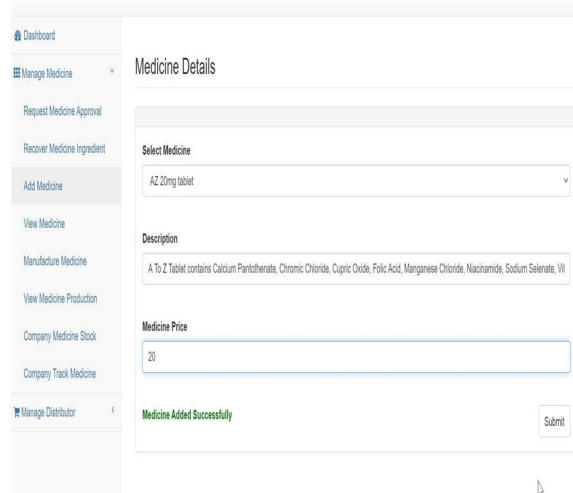 Dashboard
Manage Medicine
Request Medicine Approval
Recover Medicine Ingredient
Add Medicine
View Medicine
Manufacture Medicine
View Medicine Production
Company Medicine Stock
Company Track Medicine
Manage Distributor
Medicine Details
Select Medicine
AZ 20mg tablet
Description
A To Z Tablet contains Calcium Pantothenate, Chromic Chloride, Cupric Oxide, Folic Acid, Manganese Chloride, Niacinamide, Sodium Selenate,
Medicine Price
20
Medicine Added Successfully
Submit